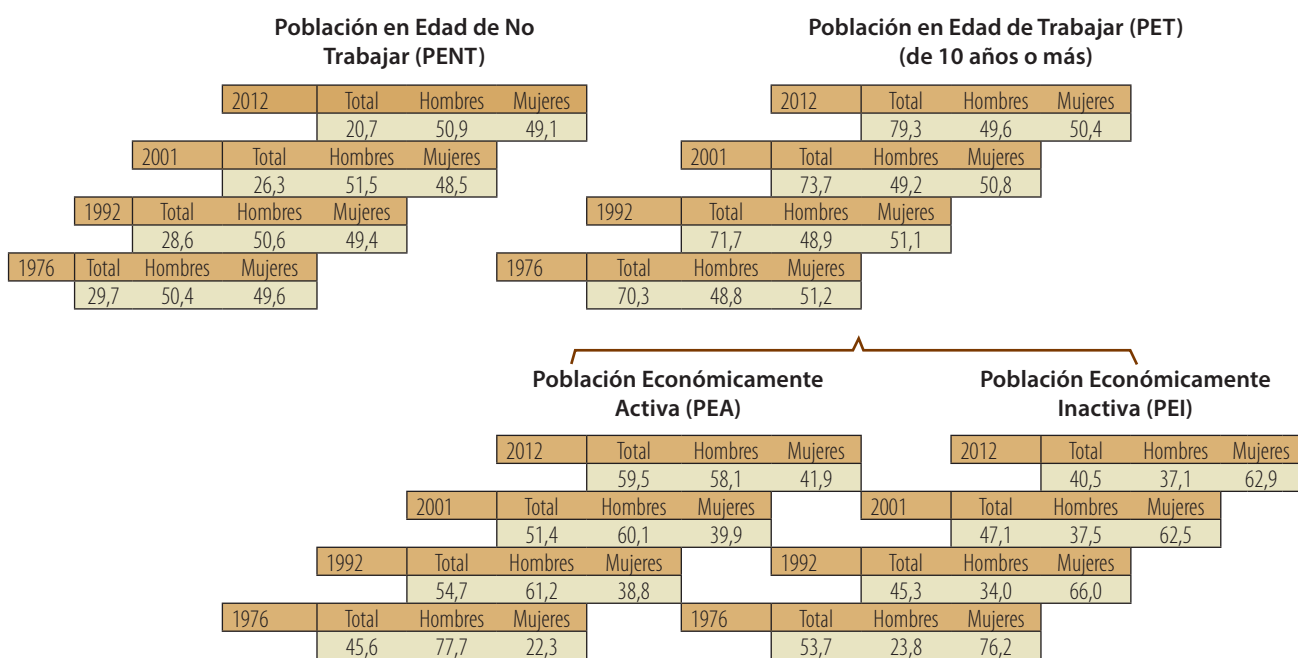 Población en Edad de No
Trabajar (PENT)
2012 Total Hombres Mujeres
20,7 50,9 49,1
2001 Total Hombres Mujeres
26,3 51,5 48,5
1992 Total Hombres Mujeres
28,6 50,6 49,4
1976 Total Hombres Mujeres
29,7 50,4 49,6
Población en Edad de Trabajar (PET)
(de 10 años o más)
2012 Total Hombres Mujeres
79,3 49,6 50,4
2001 Total Hombres Mujeres
73,7 49,2 50,8
1992 Total Hombres Mujeres
71,7 48,9 51,1
1976 Total Hombres Mujeres
70,3 48,8 51,2
Población Económicamente
Activa (PEA)
2012 Total Hombres Mujeres
59,5 58,1 41,9
2001 Total Hombres Mujeres
51,4 60,1 39,9
1992 Total Hombres Mujeres
54,7 61,2 38,8
1976 Total Hombres Mujeres
45,6 77,7 22,3
Población Económicamente
Inactiva (PEI)
2012 Total Hombres Mujeres
40,5 37,1 62,9
2001 Total Hombres Mujeres
47,1 37,5 62,5
1992 Total Hombres Mujeres
45,3 34,0 66,0
1976 Total Hombres Mujeres
53,7 23,8 76,2